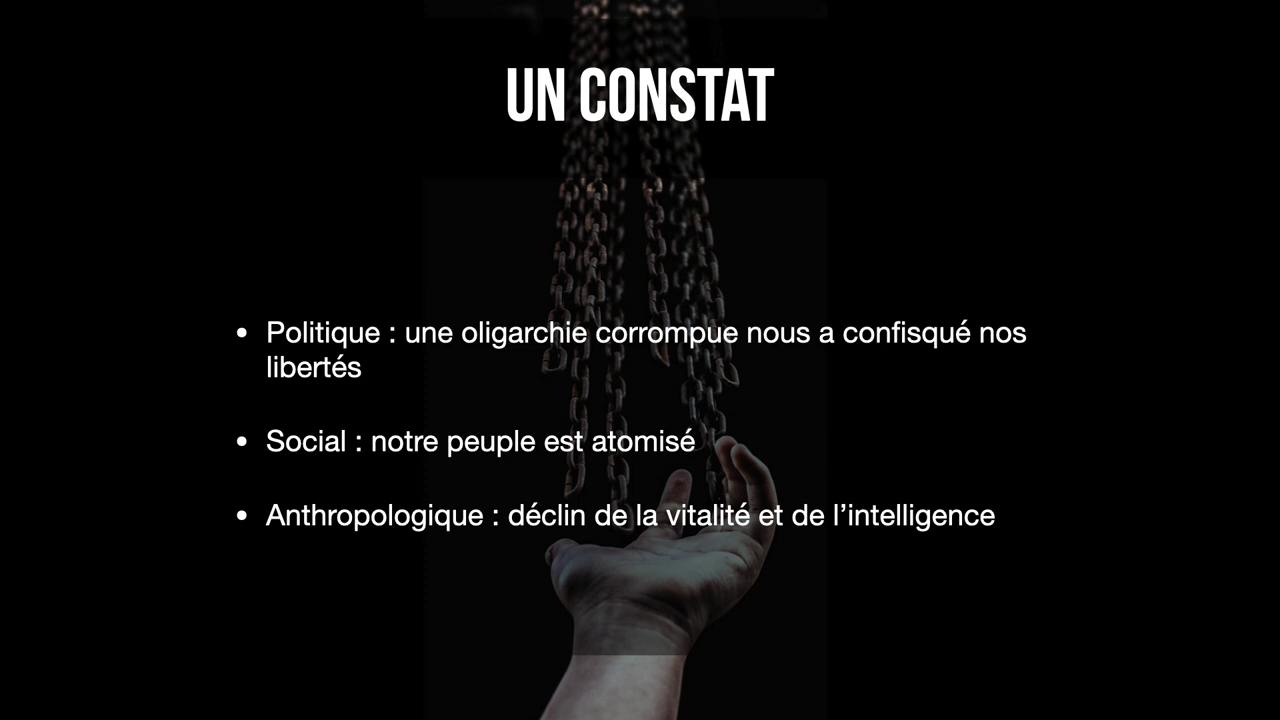 UN CONSTAT
• Politique : une oligarchie corrompue nous a confisqué nos
libertés
• Social : notre peuple est atomisé
• Anthropologique : déclin de la vitalité et de l’intelligence